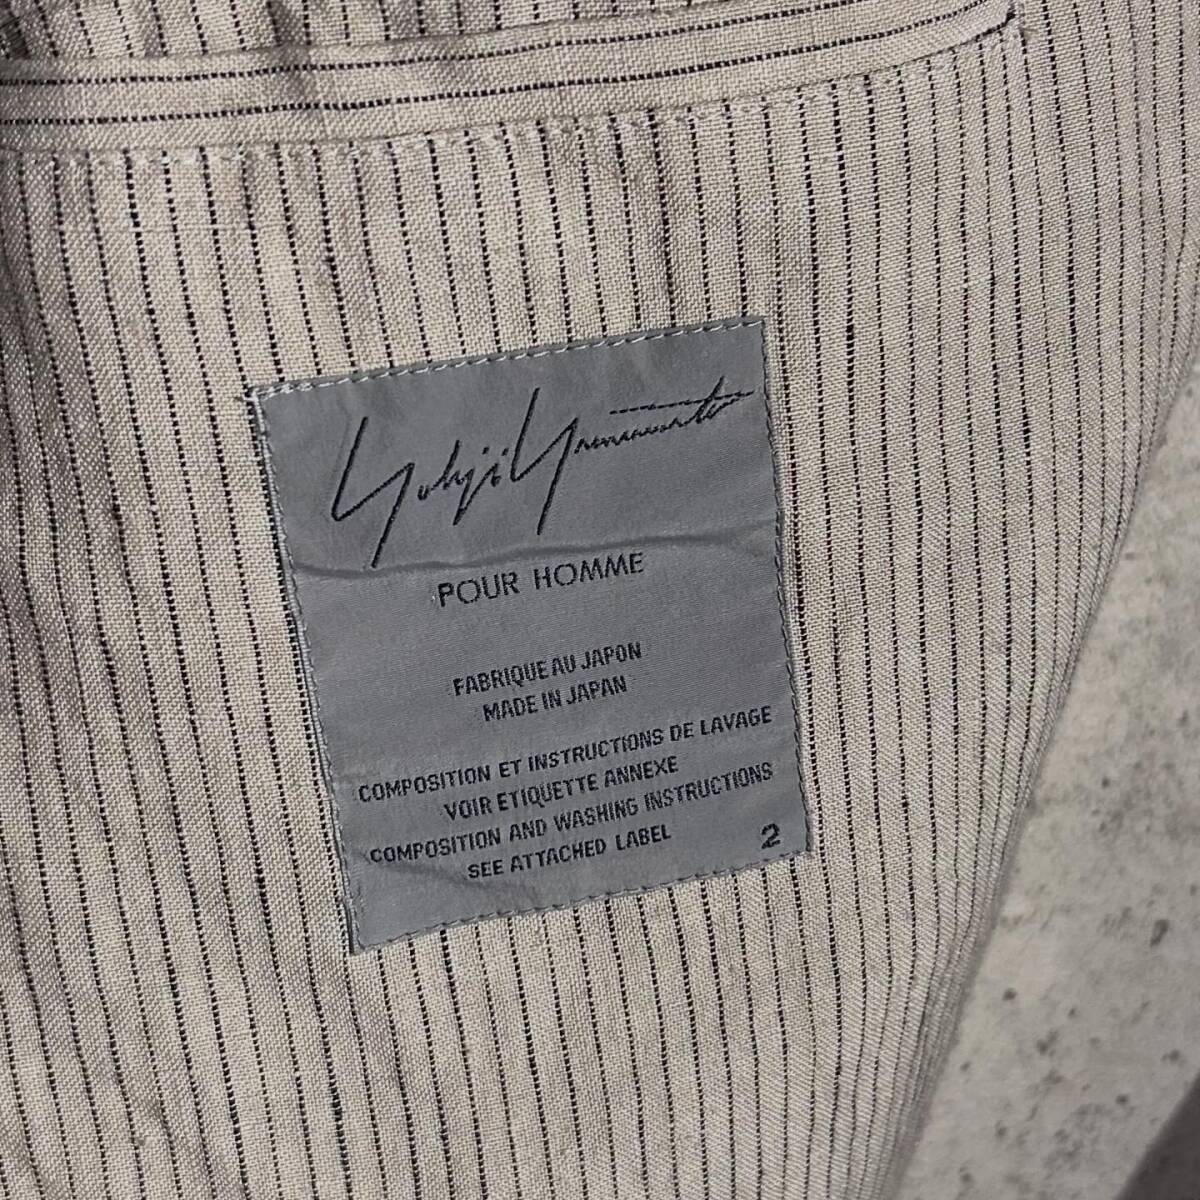 Yohji Yamamoto
POUR HOMME
FABRIQUE AU JAPON
MADE IN JAPAN
COMPOSITION ET INSTRUCTIONS DE LAVAGE
VOIR ETIQUETTE ANNEXE
COMPOSITION AND WASHING INSTRUCTIONS
SEE ATTACHED LABEL
2